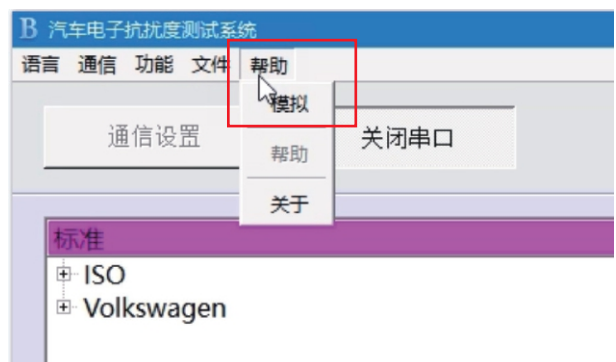 B 汽车电子抗扰度测试系统
语言 通信 功能 文件 帮助
模拟
通信设置 关闭串口
帮助
关于
标准
ISO
Volkswagen